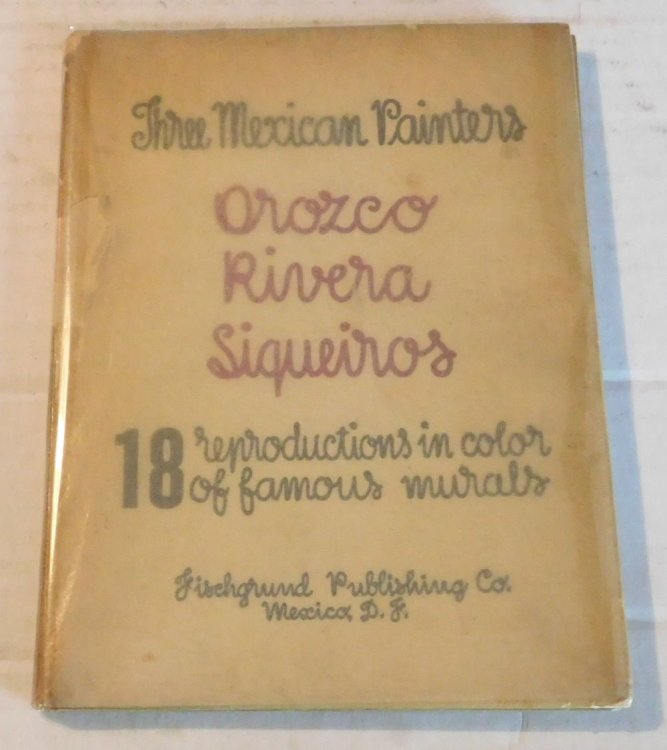 Three Mexican Painters
Orozco
Rivera
Siqueiros
18 reproductions in color
of famous murals
Fischgrund Publishing Co.
Mexico, D. F.